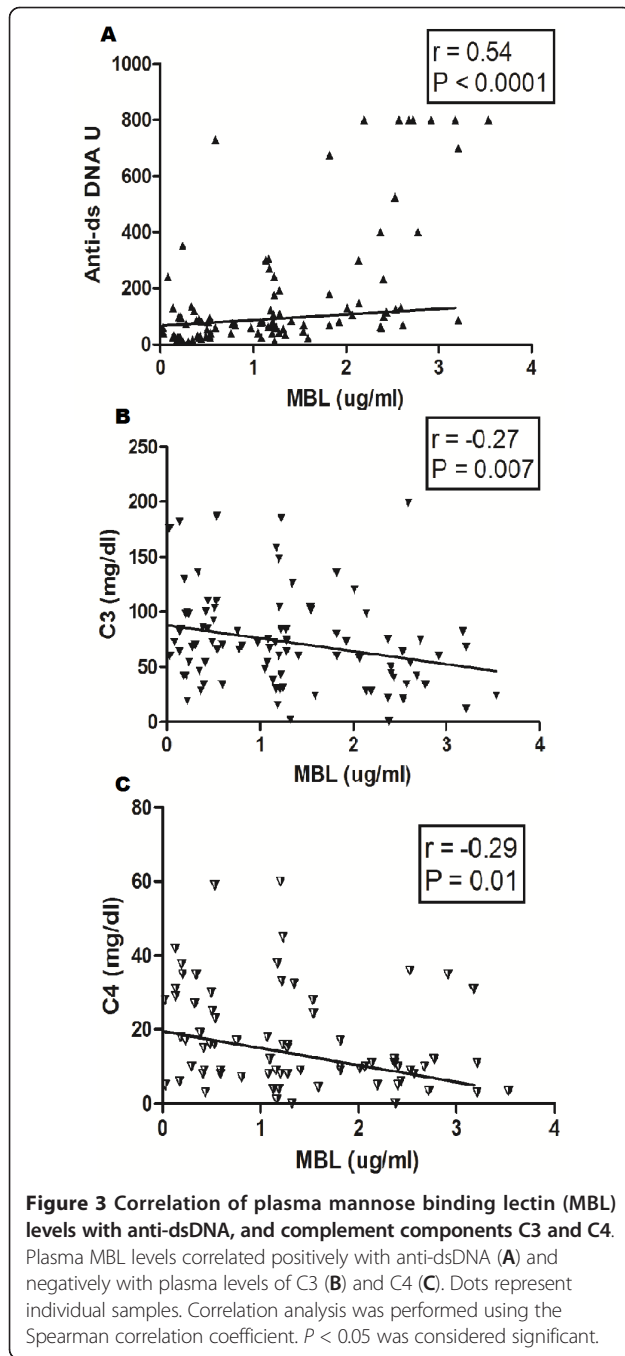 A
r = 0.54
P < 0.0001
1000
800
600
400
200
0
Anti-ds DNA U
0 1 2 3 4
MBL (ug/ml)
B
r = -0.27
P = 0.007
250
200
150
100
50
0
C3 (mg/dl)
0 1 2 3 4
MBL (ug/ml)
C
r = -0.29
P = 0.01
80
60
40
20
0
C4 (mg/dl)
0 1 2 3 4
MBL (ug/ml)
Figure 3 Correlation of plasma mannose binding lectin (MBL)
levels with anti-dsDNA, and complement components C3 and C4.
Plasma MBL levels correlated positively with anti-dsDNA (A) and
negatively with plasma levels of C3 (B) and C4 (C). Dots represent
individual samples. Correlation analysis was performed using the
Spearman correlation coefficient. P < 0.05 was considered significant.